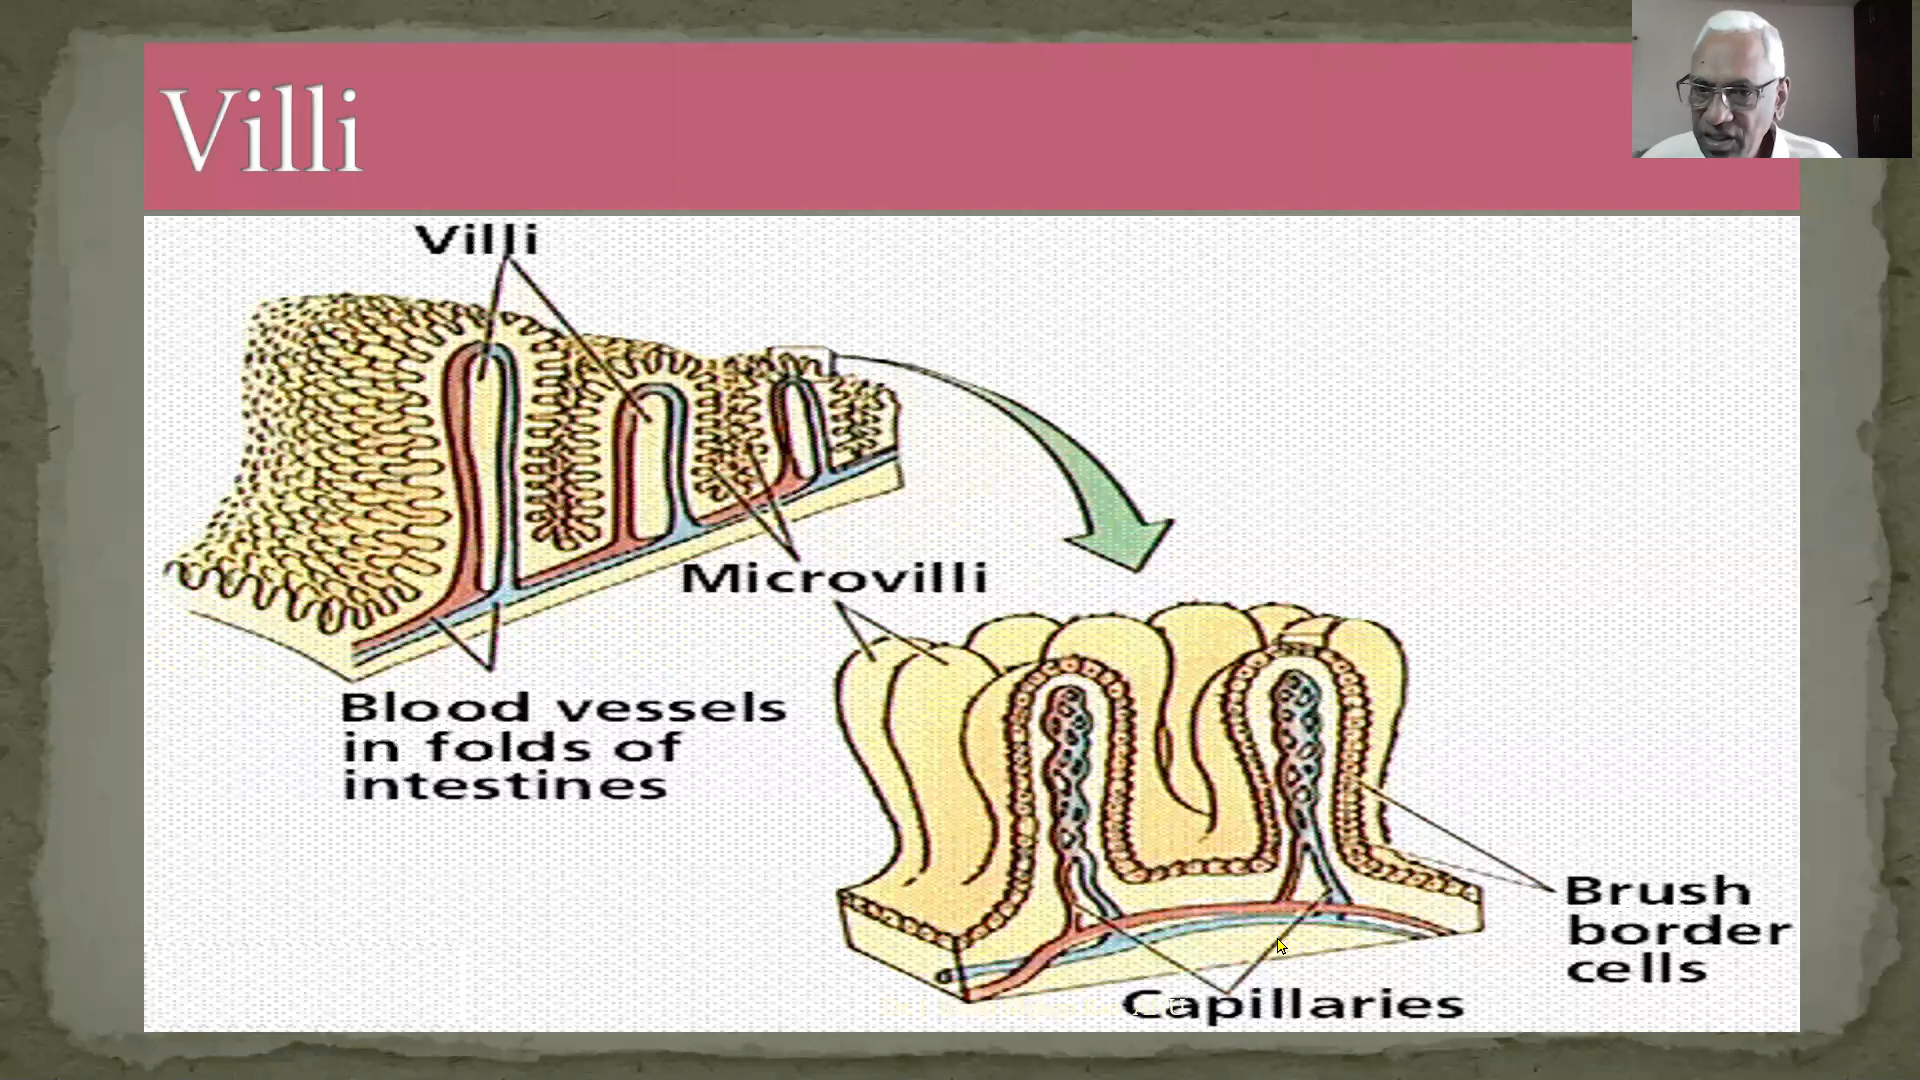 Villi
Villi
Microvilli
Blood vessels
in folds of
intestines
Brush
border
cells
Capillaries